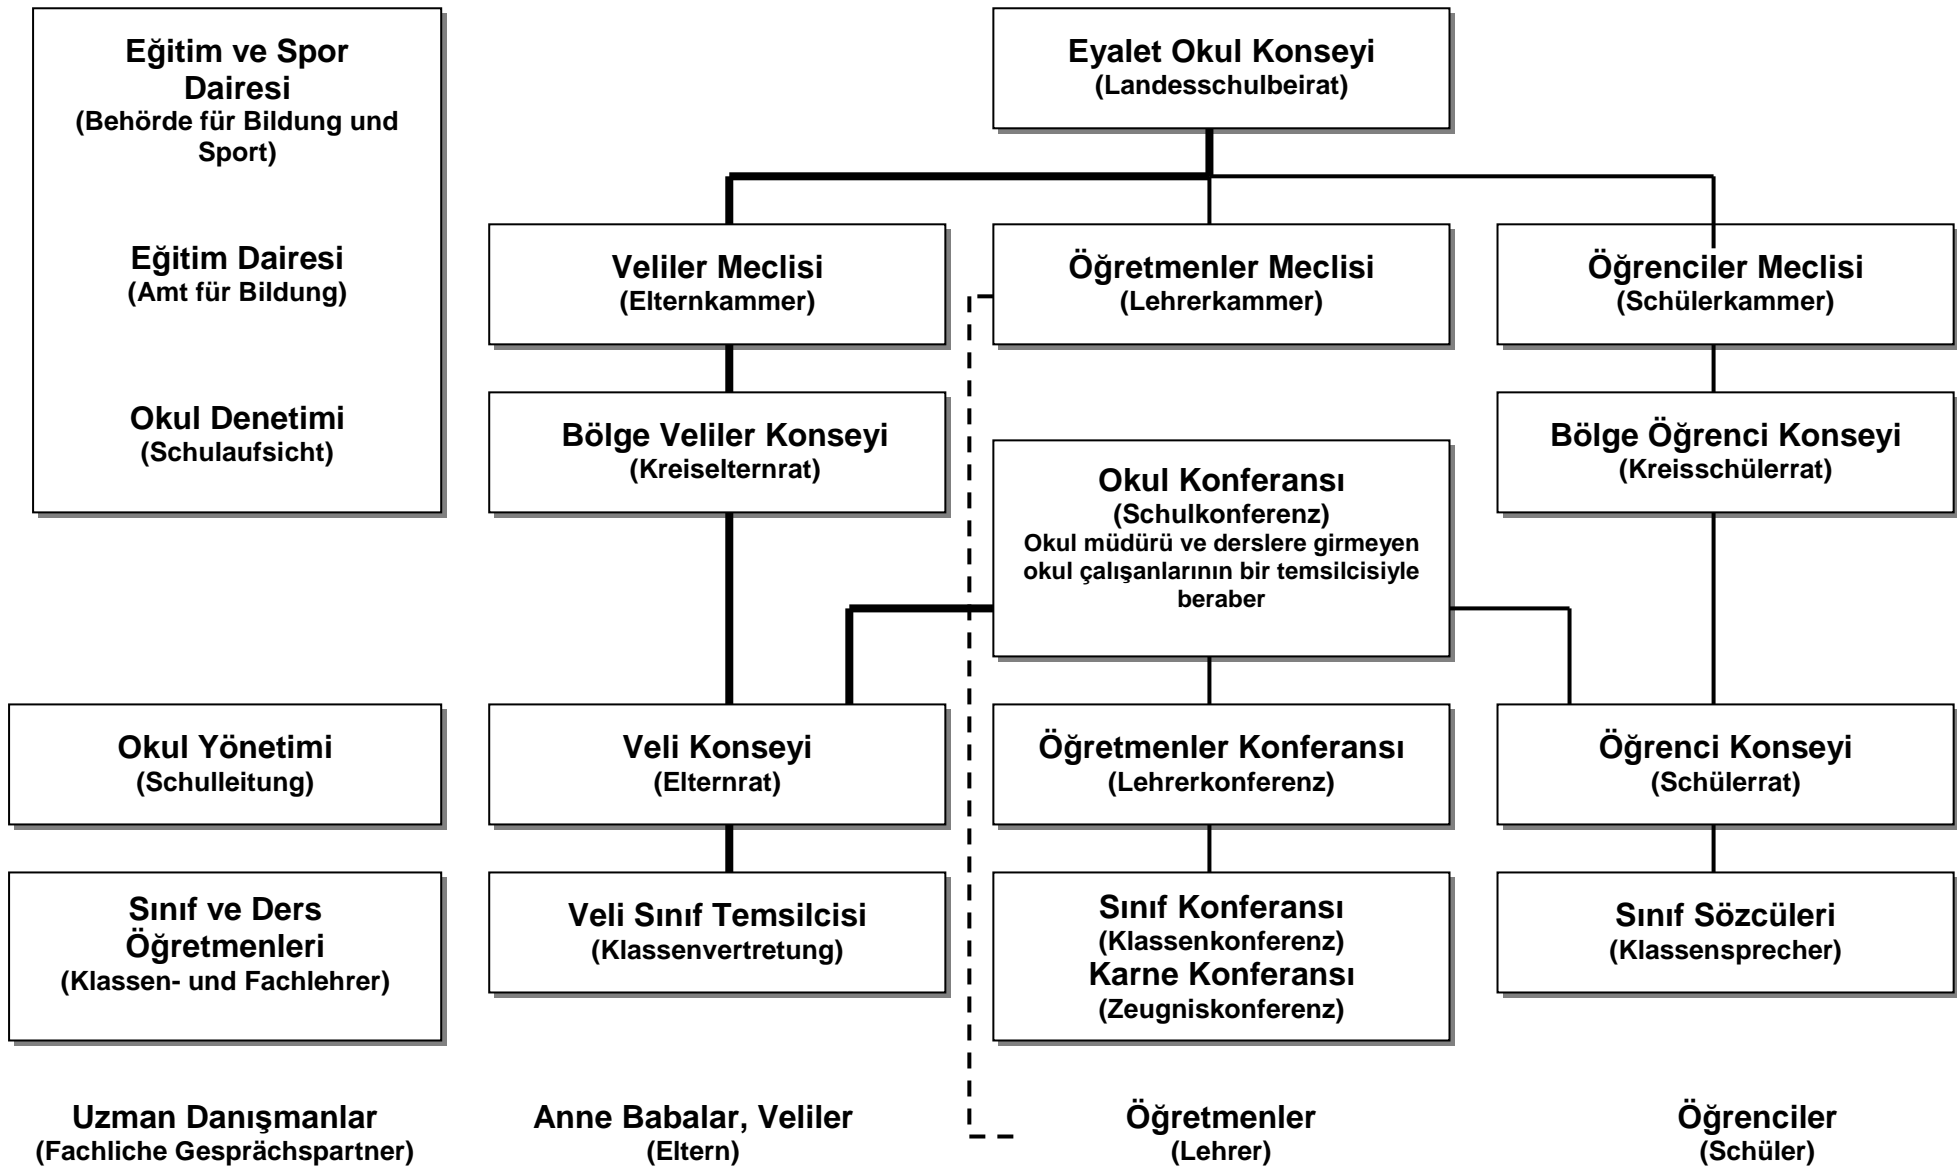 Eğitim ve Spor
Dairesi
(Behörde für Bildung und
Sport)
Eğitim Dairesi
(Amt für Bildung)
Okul Denetimi
(Schulaufsicht)
Eyalet Okul Konseyi
(Landesschulbeirat)
Veliler Meclisi
(Elternkammer)
Öğretmenler Meclisi
(Lehrerkammer)
Öğrenciler Meclisi
(Schülerkammer)
Bölge Veliler Konseyi
(Kreiselternrat)
Okul Konferansı
(Schulkonferenz)
Okul müdürü ve derslere girmeyen
okul çalışanlarının bir temsilcisiyle
beraber
Bölge Öğrenci Konseyi
(Kreisschülerrat)
Okul Yönetimi
(Schulleitung)
Veli Konseyi
(Elternrat)
Öğretmenler Konferansı
(Lehrerkonferenz)
Öğrenci Konseyi
(Schülerrat)
Sınıf ve Ders
Öğretmenleri
(Klassen- und Fachlehrer)
Veli Sınıf Temsilcisi
(Klassenvertretung)
Sınıf Konferansı
(Klassenkonferenz)
Karne Konferansı
(Zeugniskonferenz)
Sınıf Sözcüleri
(Klassensprecher)
Uzman Danışmanlar
(Fachliche Gesprächspartner)
Anne Babalar, Veliler
(Eltern)
Öğretmenler
(Lehrer)
Öğrenciler
(Schüler)